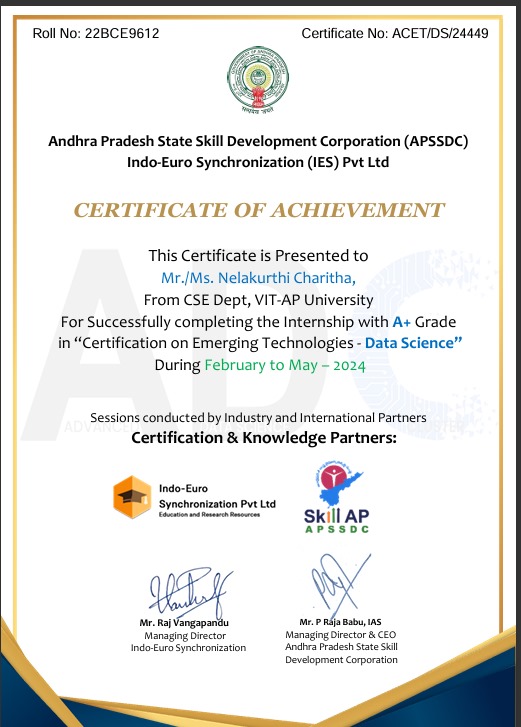 Roll No: 22BCE9612
Certificate No: ACET/DS/24449
Andhra Pradesh State Skill Development Corporation (APSSDC)
Indo-Euro Synchronization (IES) Pvt Ltd
CERTIFICATE OF ACHIEVEMENT
This Certificate is Presented to
Mr./Ms. Nelakurthi Charitha,
From CSE Dept, VIT-AP University
For Successfully completing the Internship with A+ Grade
in “Certification on Emerging Technologies - Data Science”
During February to May – 2024
Sessions conducted by Industry and International Partners
Certification & Knowledge Partners:
Indo-Euro
Synchronization Pvt Ltd
Education and Research Resources
Skill AP
APSSDC
Mr. Raj Vangapandu
Managing Director
Indo-Euro Synchronization
Mr. P Raja Babu, IAS
Managing Director & CEO
Andhra Pradesh State Skill
Development Corporation